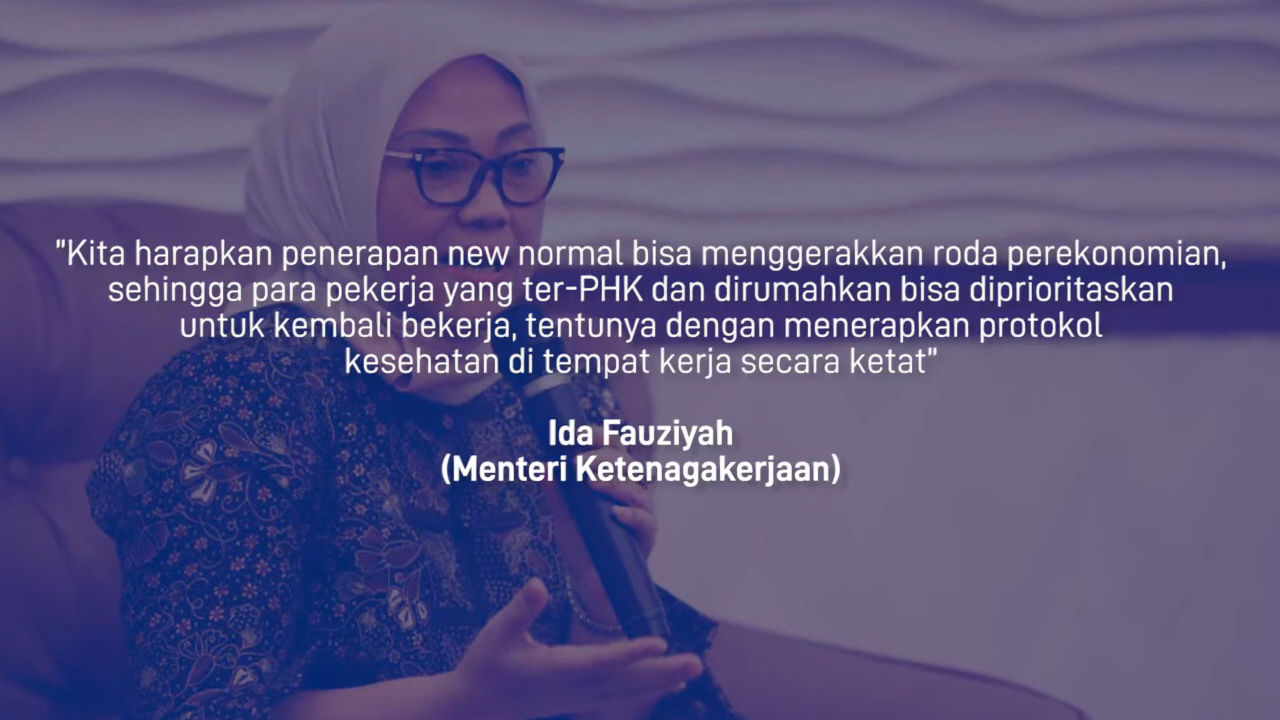 "Kita harapkan penerapan new normal bisa menggerakkan roda perekonomian,
sehingga para pekerja yang ter-PHK dan dirumahkan bisa diprioritaskan
untuk kembali bekerja, tentunya dengan menerapkan protokol
kesehatan di tempat kerja secara ketat"
Ida Fauziyah
(Menteri Ketenagakerjaan)